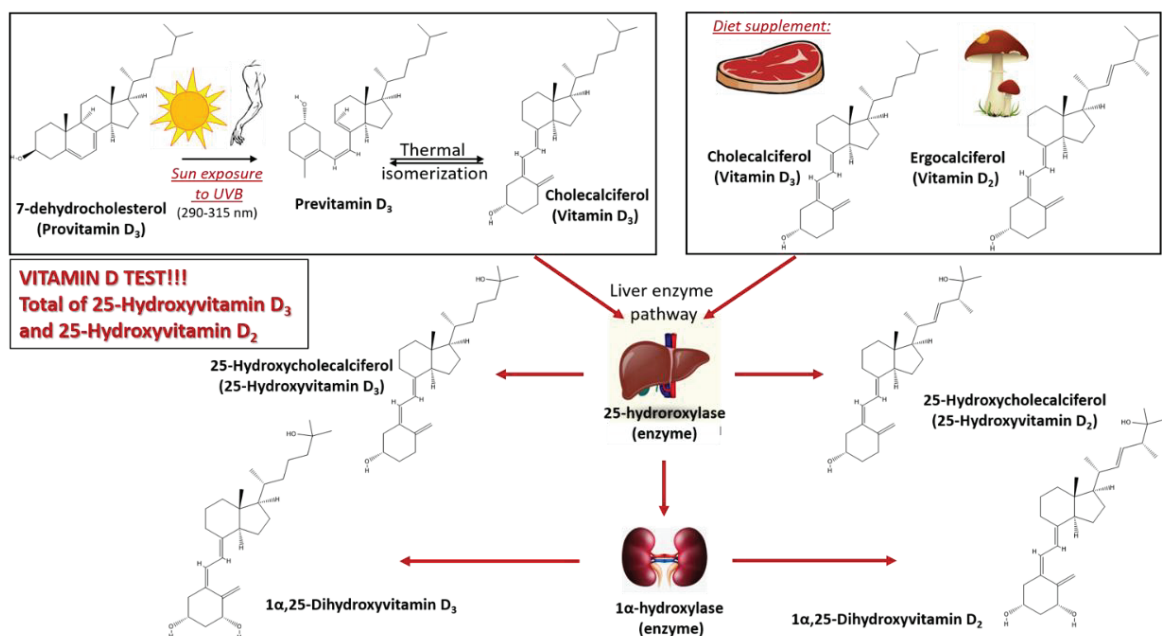 Sun exposure
to UVB
(290-315 nm)
7-dehydrocholesterol
(Provitamin D3)
Previtamin D3
Thermal
isomerization
Cholecalciferol
(Vitamin D3)
Diet supplement:
Cholecalciferol
(Vitamin D3)
Ergocalciferol
(Vitamin D2)
VITAMIN D TEST!!!
Total of 25-Hydroxyvitamin D3
and 25-Hydroxyvitamin D2
Liver enzyme
pathway
25-hydroroxylase
(enzyme)
25-Hydroxycholecalciferol
(25-Hydroxyvitamin D3)
25-Hydroxycholecalciferol
(25-Hydroxyvitamin D2)
1α-hydroxylase
(enzyme)
1α,25-Dihydroxyvitamin D3
1α,25-Dihydroxyvitamin D2